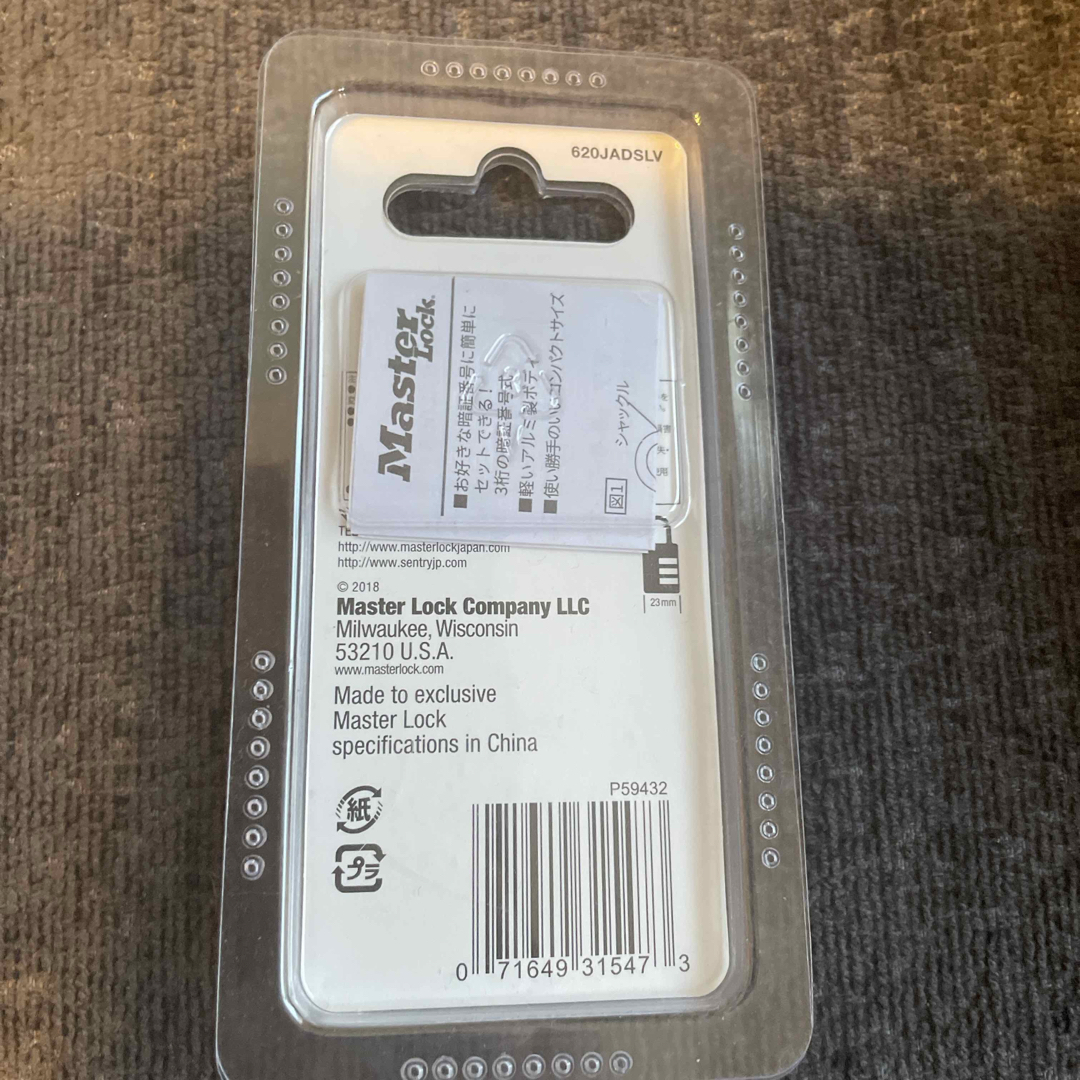 620JADSLV
Master
Lock
■お好きな暗証番号に簡単に
セットできる!
3桁の暗証番号式
■軽いアルミ製ボディ
■使い勝手のいいコンパクトサイズ
図1
シャックル
http://www.masterlockjapan.com
http://www.sentryjp.com
© 2018
Master Lock Company LLC
Milwaukee, Wisconsin
53210 U.S.A.
www.masterlock.com
Made to exclusive
Master Lock
specifications in China
23mm
紙
プラ
P59432
0 71649 31547 3